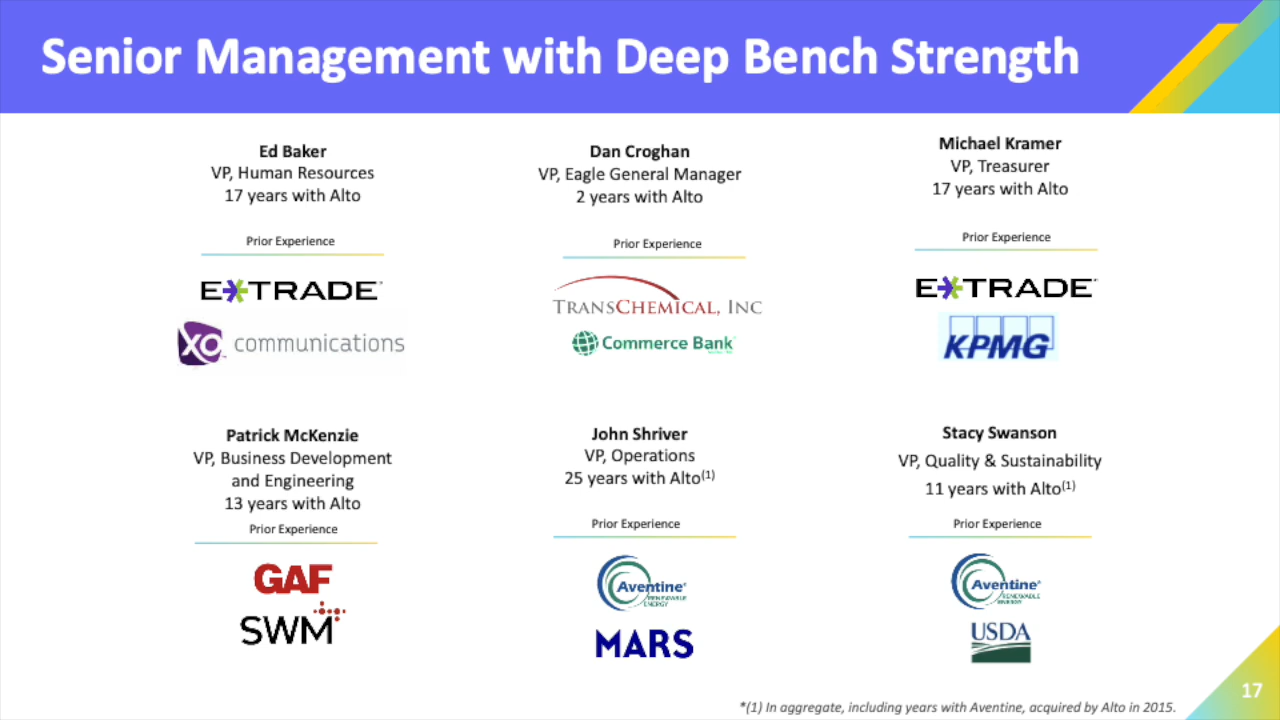 Senior Management with Deep Bench Strength
Ed Baker
VP, Human Resources
17 years with Alto
Prior Experience
E*TRADE
XO communications
Dan Croghan
VP, Eagle General Manager
2 years with Alto
Prior Experience
TRANSCHEMICAL, INC
Commerce Bank
Michael Kramer
VP, Treasurer
17 years with Alto
Prior Experience
E*TRADE
KPMG
Patrick McKenzie
VP, Business Development
and Engineering
13 years with Alto
Prior Experience
GAF
SWM
John Shriver
VP, Operations
25 years with Alto(1)
Prior Experience
Aventine
RENEWABLE
ENERGY
MARS
Stacy Swanson
VP, Quality & Sustainability
11 years with Alto(1)
Prior Experience
Aventine
RENEWABLE
ENERGY
USDA
*(1) In aggregate, including years with Aventine, acquired by Alto in 2015.
17